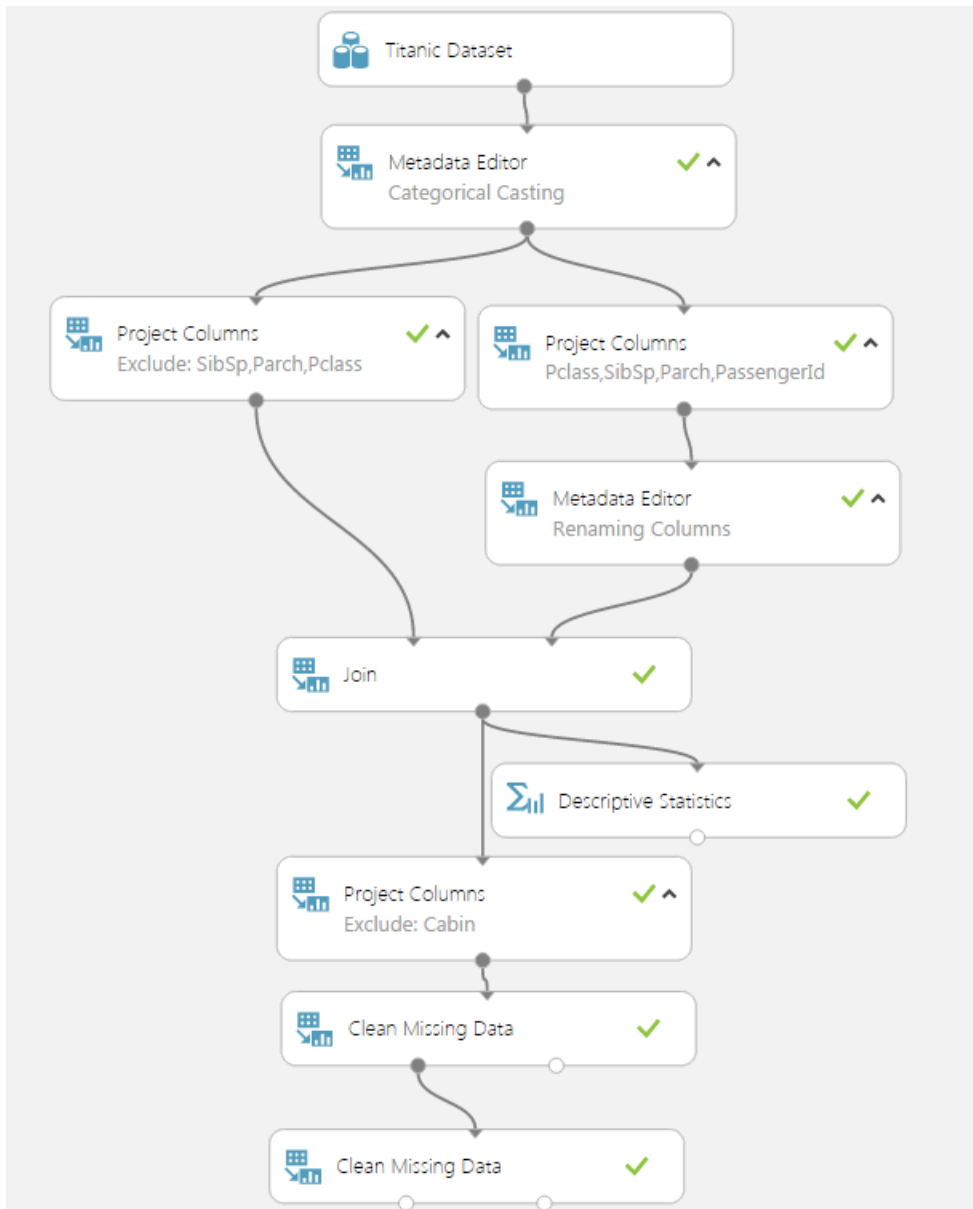 Titanic Dataset
Metadata Editor
Categorical Casting
Project Columns
Exclude: SibSp,Parch,Pclass
Project Columns
Pclass,SibSp,Parch,PassengerId
Metadata Editor
Renaming Columns
Join
Descriptive Statistics
Project Columns
Exclude: Cabin
Clean Missing Data
Clean Missing Data